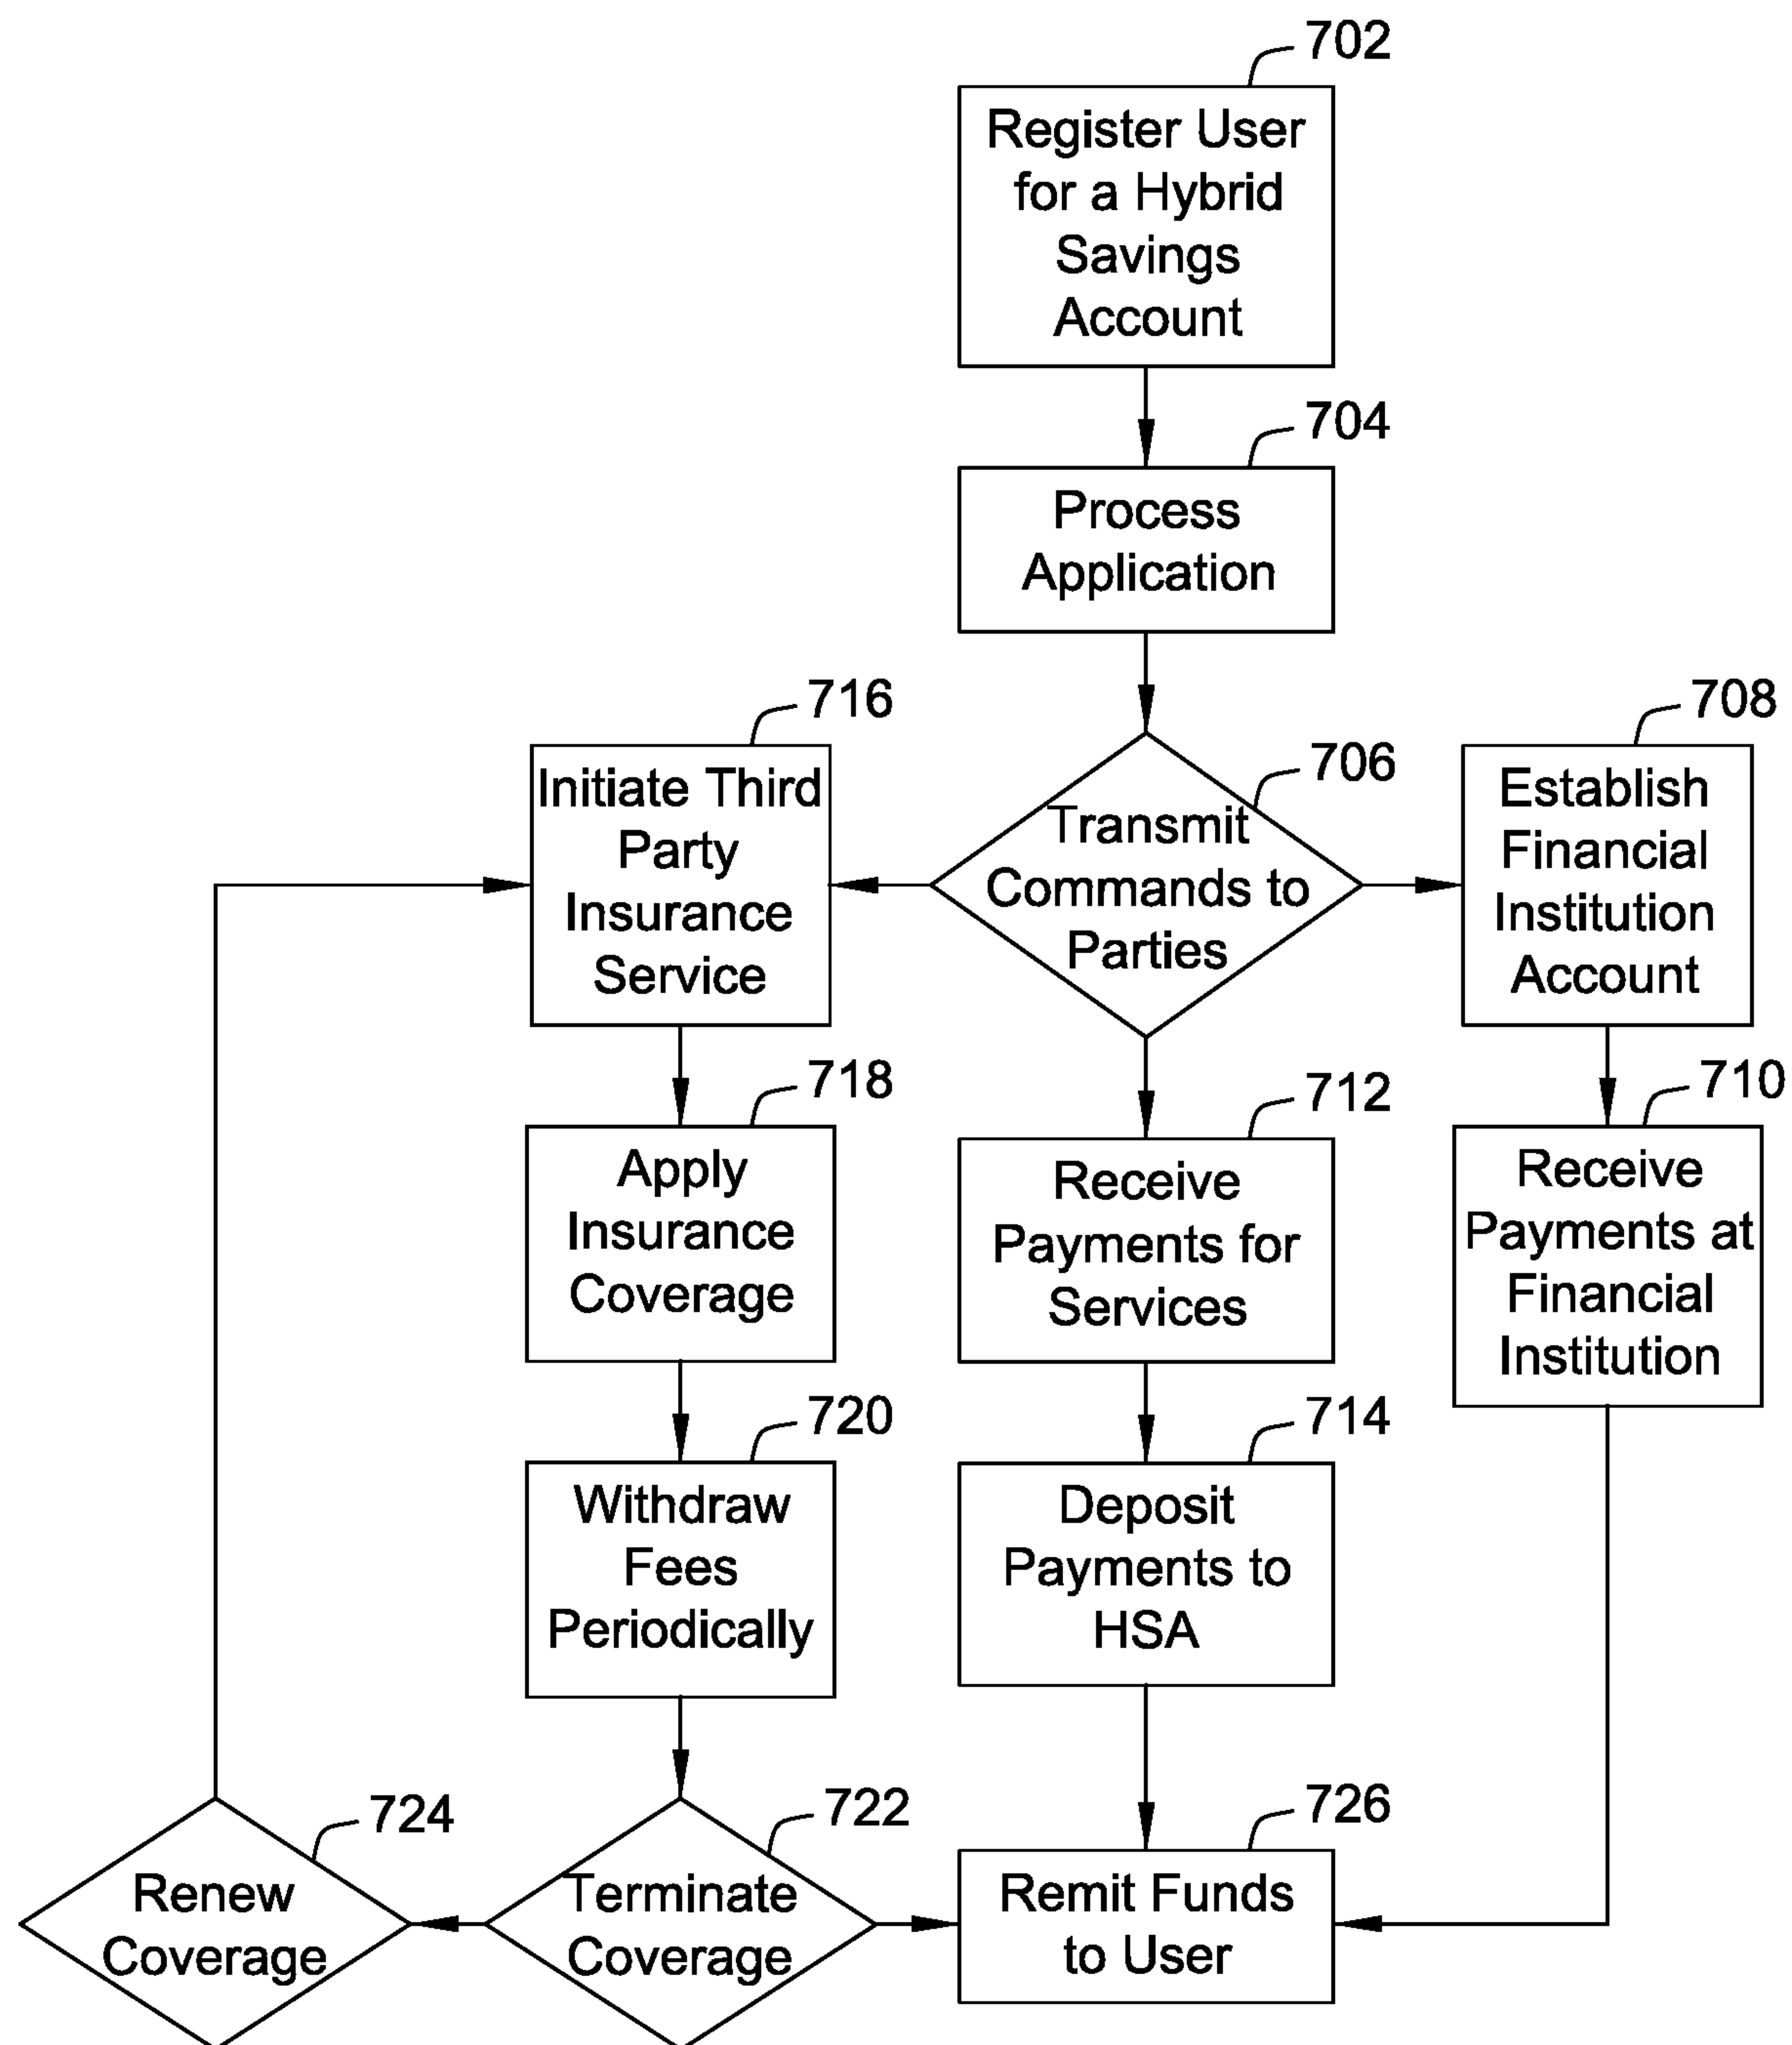 702
Register User
for a Hybrid
Savings
Account
704
Process
Application
706
Transmit
Commands to
Parties
716
Initiate Third
Party
Insurance
Service
708
Establish
Financial
Institution
Account
718
Apply
Insurance
Coverage
712
Receive
Payments for
Services
710
Receive
Payments at
Financial
Institution
720
Withdraw
Fees
Periodically
714
Deposit
Payments to
HSA
724
Renew
Coverage
722
Terminate
Coverage
726
Remit Funds
to User